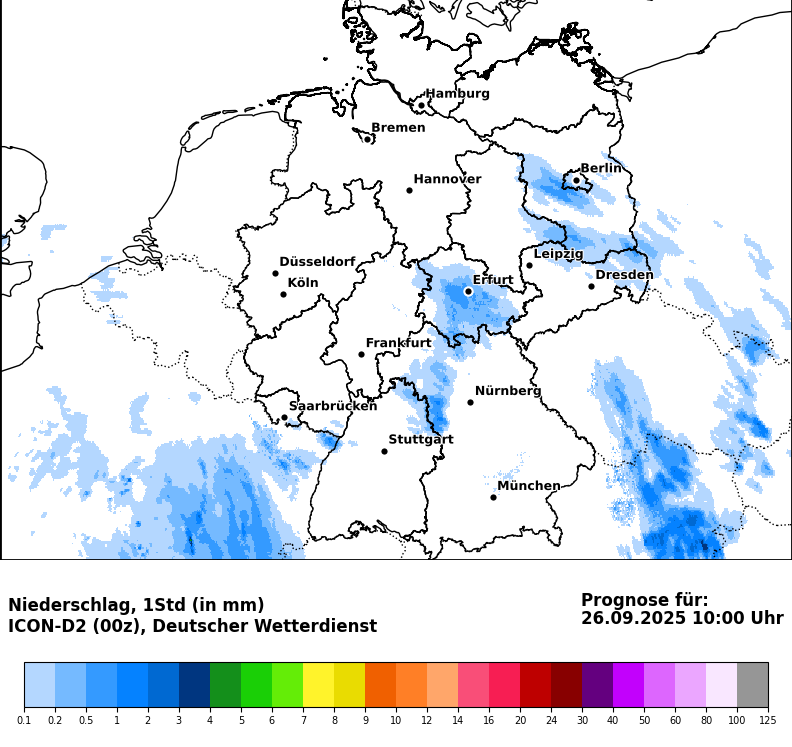 Hamburg
Bremen
Berlin
Hannover
Leipzig
Düsseldorf
Dresden
Köln
Erfurt
Frankfurt
Nürnberg
Saarbrücken
Stuttgart
München
Niederschlag, 1Std (in mm)
ICON-D2 (00z), Deutscher Wetterdienst
Prognose für:
26.09.2025 10:00 Uhr
0.1 0.2 0.5 1 2 3 4 5 6 7 8 9 10 12 14 16 20 24 30 40 50 60 80 100 125